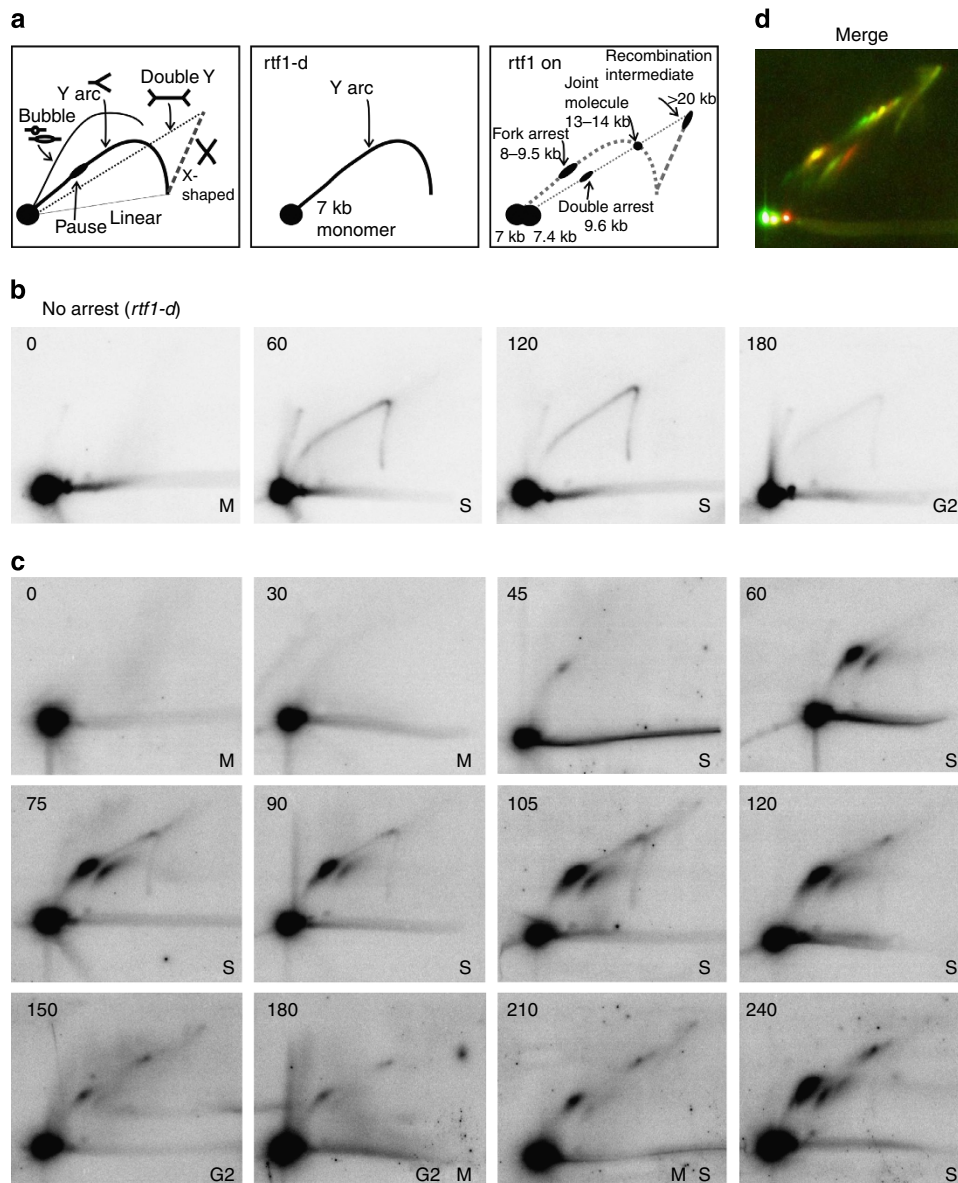 a
Bubble
Y arc
Double Y
Pause
Linear
X-
shaped
rtf1-d
Y arc
7 kb
monomer
rtf1 on
Recombination
intermediate
>20 kb
Joint
molecule
13–14 kb
Fork arrest
8–9.5 kb
Double arrest
9.6 kb
7 kb 7.4 kb
d
Merge
b
No arrest (rtf1-d)
0
M
60
S
120
S
180
G2
c
0
M
30
M
45
S
60
S
75
S
90
S
105
S
120
S
150
G2
180
G2 M
210
M S
240
S